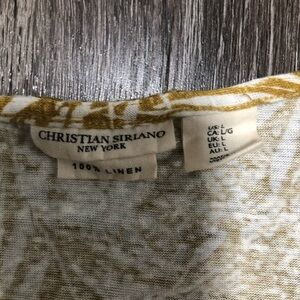 CHRISTIAN SIRIANO
NEW YORK
100% LINEN
US: L
CA: L/G
UK: L
EU: L
AU: L